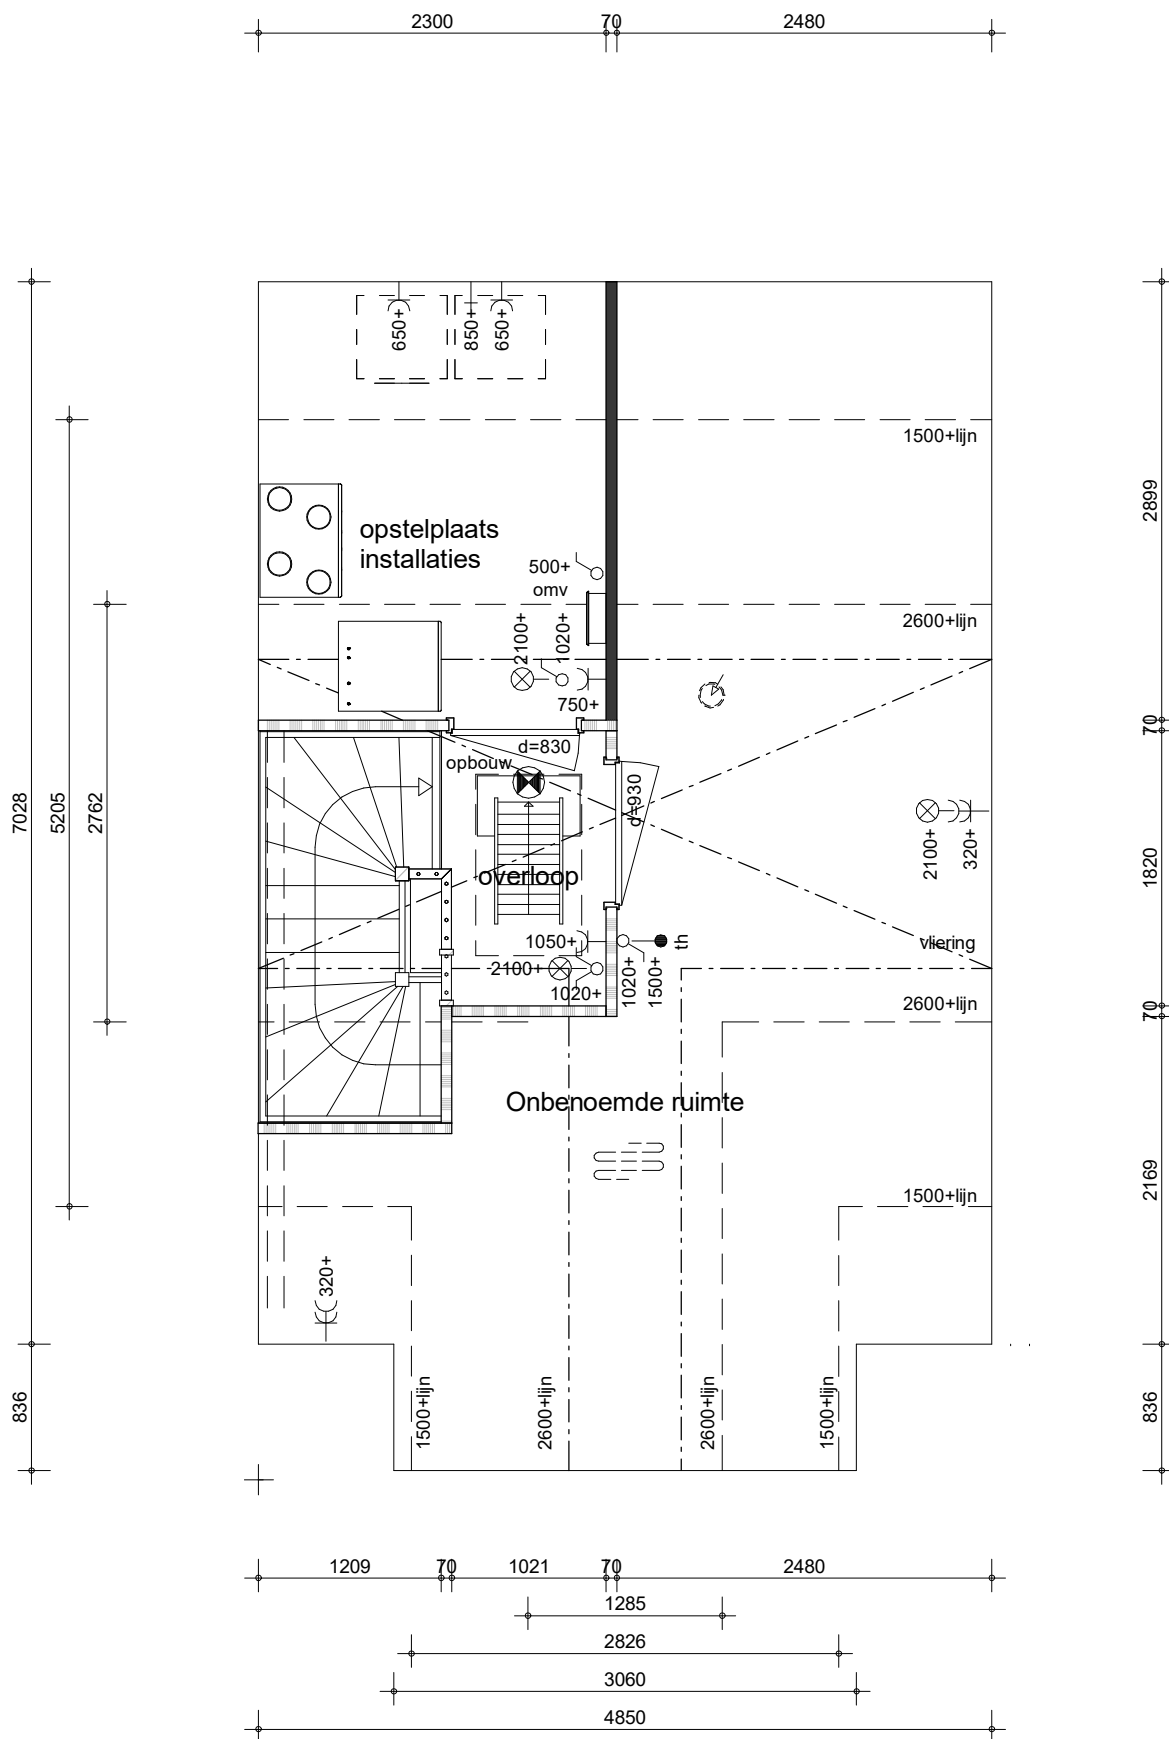 2300
70
2480
650+
850+
650+
1500+lijn
opstelplaats
installaties
500+
omv
2600+lijn
2100+
1020+
750+
d=830
opbouw
d=930
overloop
2100+
320+
1050+
2100+
1020+
1020+
1500+
th
vliering
2600+lijn
Onbenoemde ruimte
1500+lijn
320+
1500+lijn
2600+lijn
2600+lijn
1500+lijn
7028
5205
2762
836
2899
70
1820
70
2169
836
1209
70
1021
70
2480
1285
2826
3060
4850